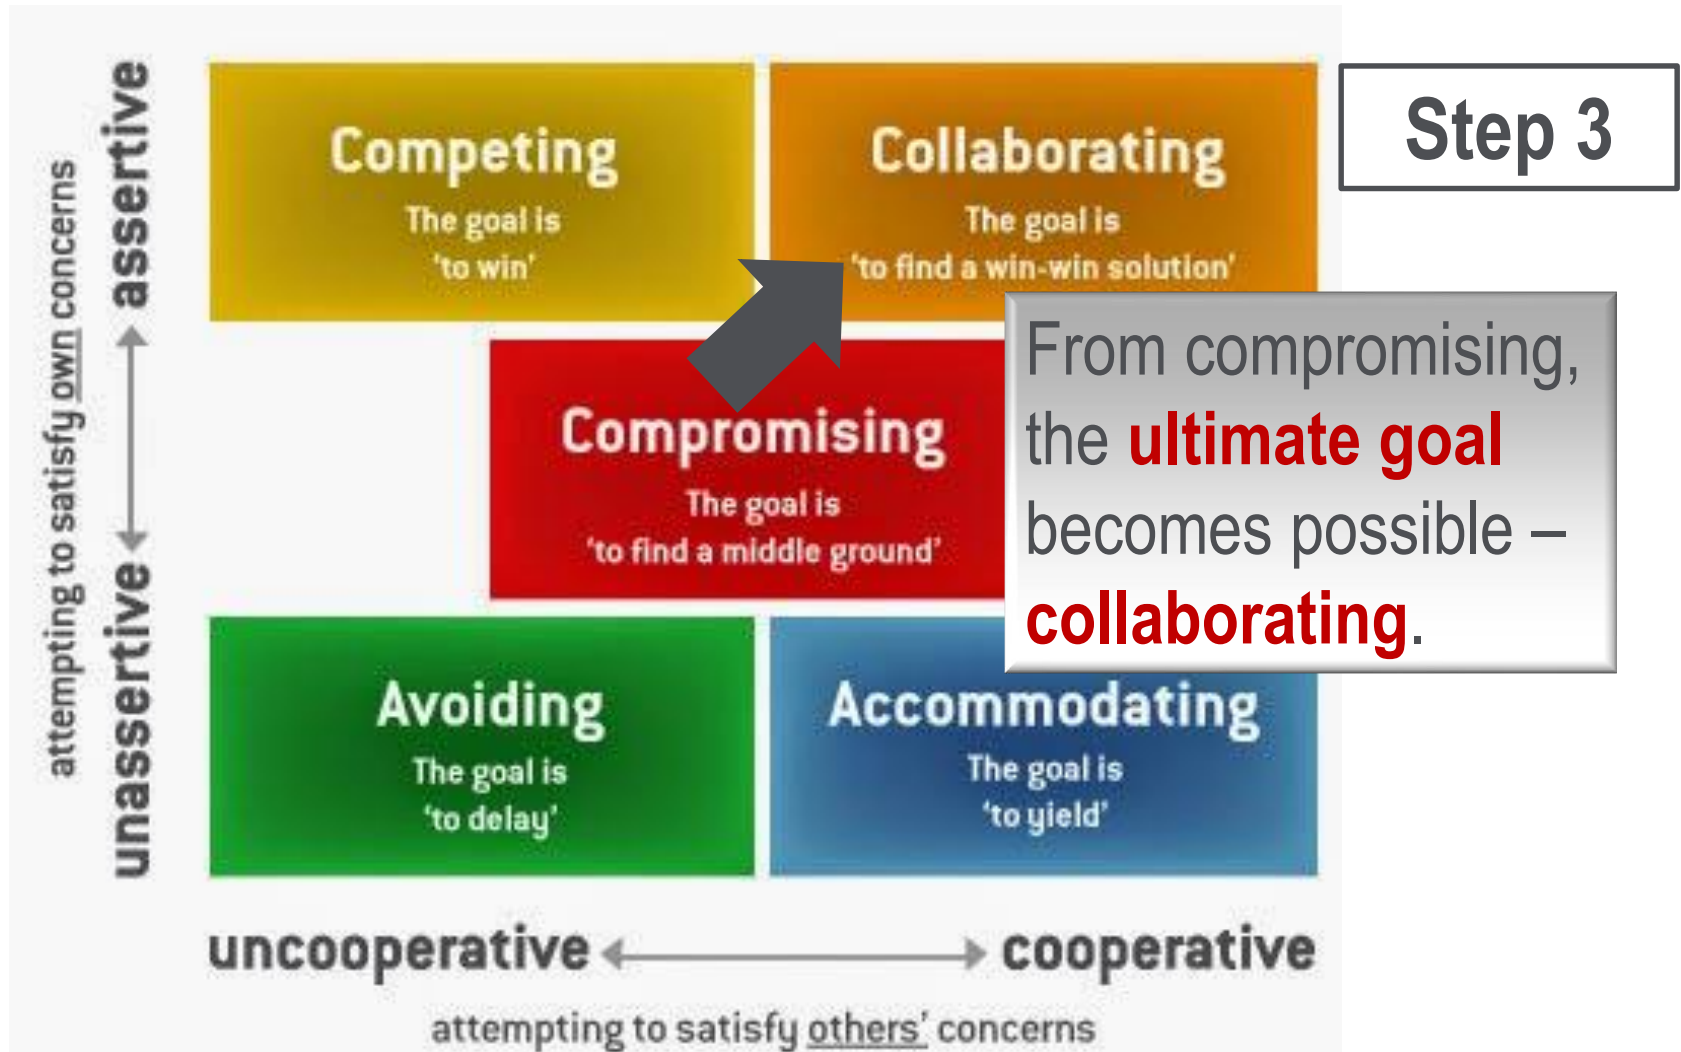 Step 3
Competing
The goal is
'to win'
Collaborating
The goal is
'to find a win-win solution'
From compromising,
the ultimate goal
becomes possible –
collaborating.
Compromising
The goal is
'to find a middle ground'
Avoiding
The goal is
'to delay'
Accommodating
The goal is
'to yield'
attempting to satisfy own concerns
unassertive
assertive
uncooperative
cooperative
attempting to satisfy others' concerns